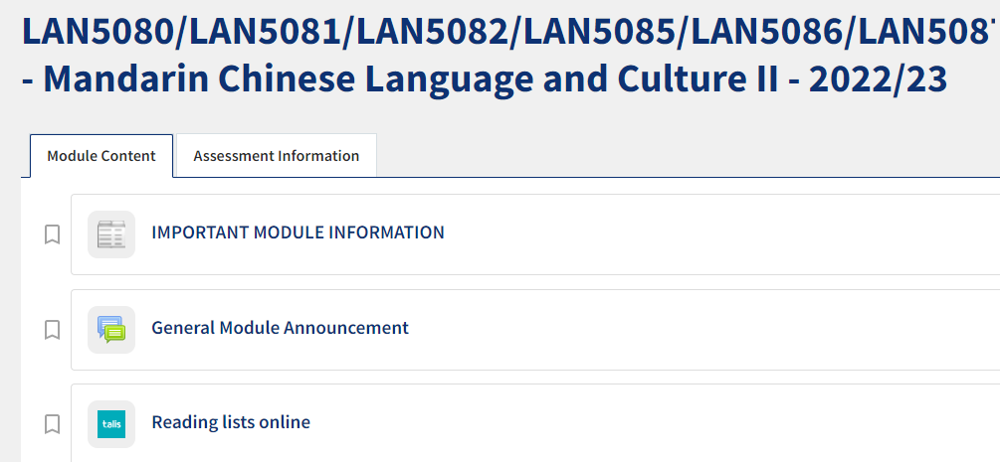 LAN5080/LAN5081/LAN5082/LAN5085/LAN5086/LAN508
- Mandarin Chinese Language and Culture II - 2022/23
Module Content
Assessment Information
IMPORTANT MODULE INFORMATION
General Module Announcement
talis
Reading lists online